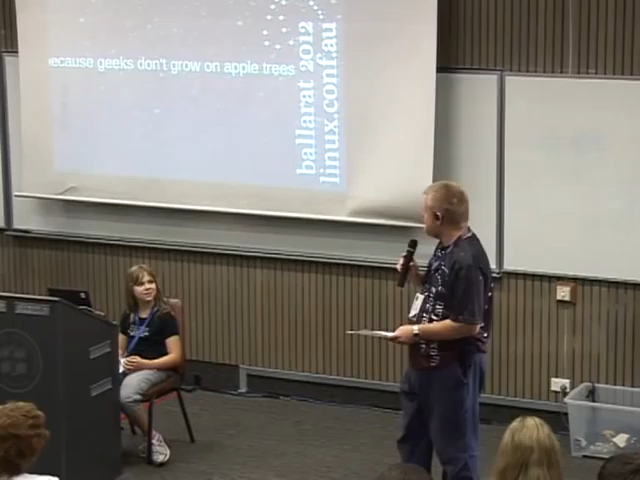 ecause geeks don't grow on apple trees
ballarat 2012
linux.conf.au